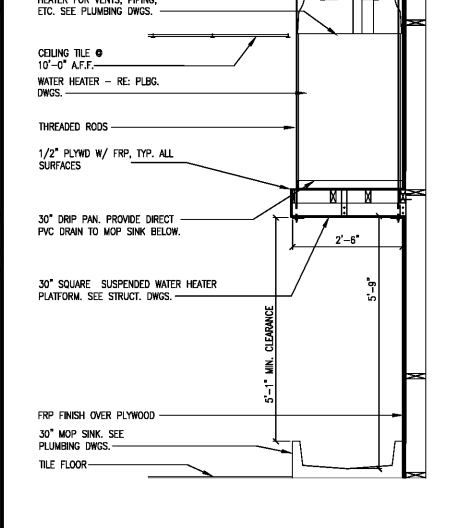 HEATER FOR VENTS, PIPING,
ETC. SEE PLUMBING DWGS.
CEILING TILE @
10'-0" A.F.F.
WATER HEATER - RE: PLBG.
DWGS.
THREADED RODS
1/2" PLYWD W/ FRP, TYP. ALL
SURFACES
30" DRIP PAN. PROVIDE DIRECT
PVC DRAIN TO MOP SINK BELOW.
2'-6"
30" SQUARE SUSPENDED WATER HEATER
PLATFORM. SEE STRUCT. DWGS.
5'-9"
5'-1" MIN. CLEARANCE
FRP FINISH OVER PLYWOOD
30" MOP SINK. SEE
PLUMBING DWGS.
TILE FLOOR